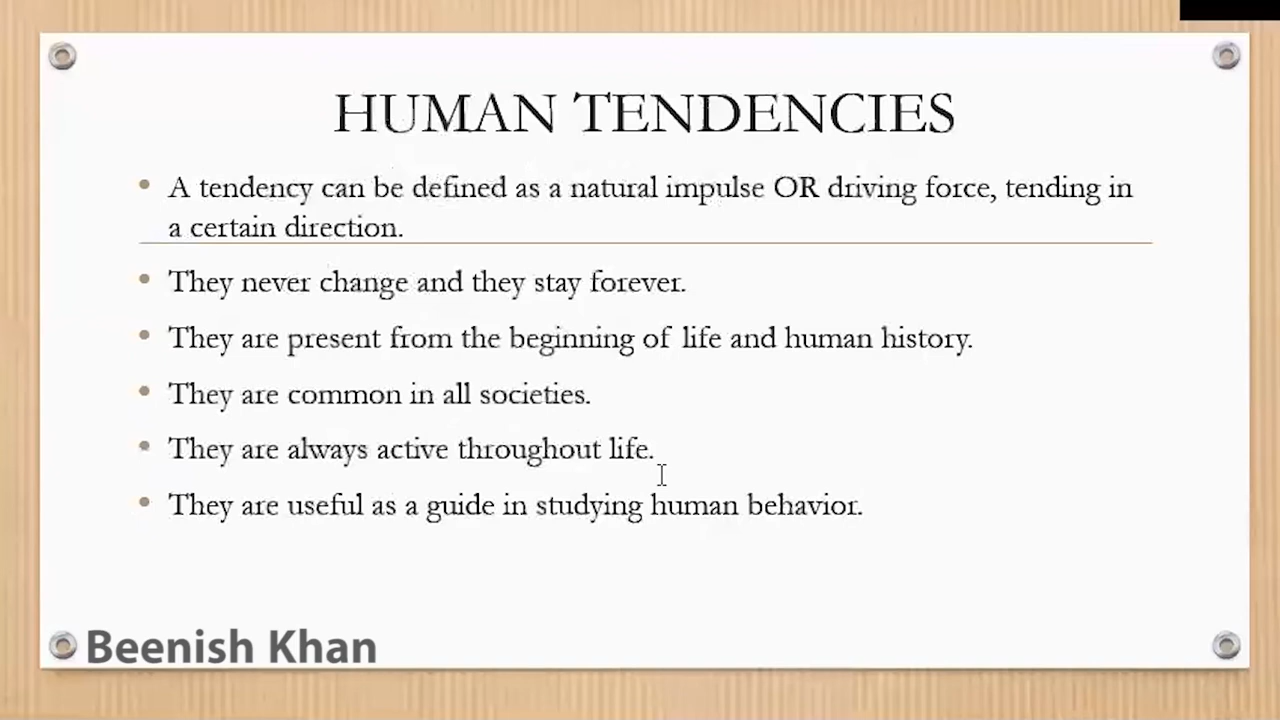 HUMAN TENDENCIES
• A tendency can be defined as a natural impulse OR driving force, tending in
a certain direction.
• They never change and they stay forever.
• They are present from the beginning of life and human history.
• They are common in all societies.
• They are always active throughout life.
• They are useful as a guide in studying human behavior.
Beenish Khan